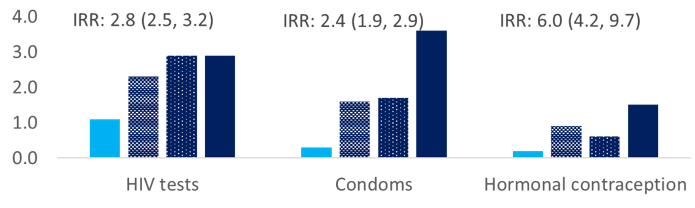 4.0
IRR: 2.8 (2.5, 3.2) IRR: 2.4 (1.9, 2.9) IRR: 6.0 (4.2, 9.7)
3.0
2.0
1.0
0.0
HIV tests Condoms Hormonal contraception